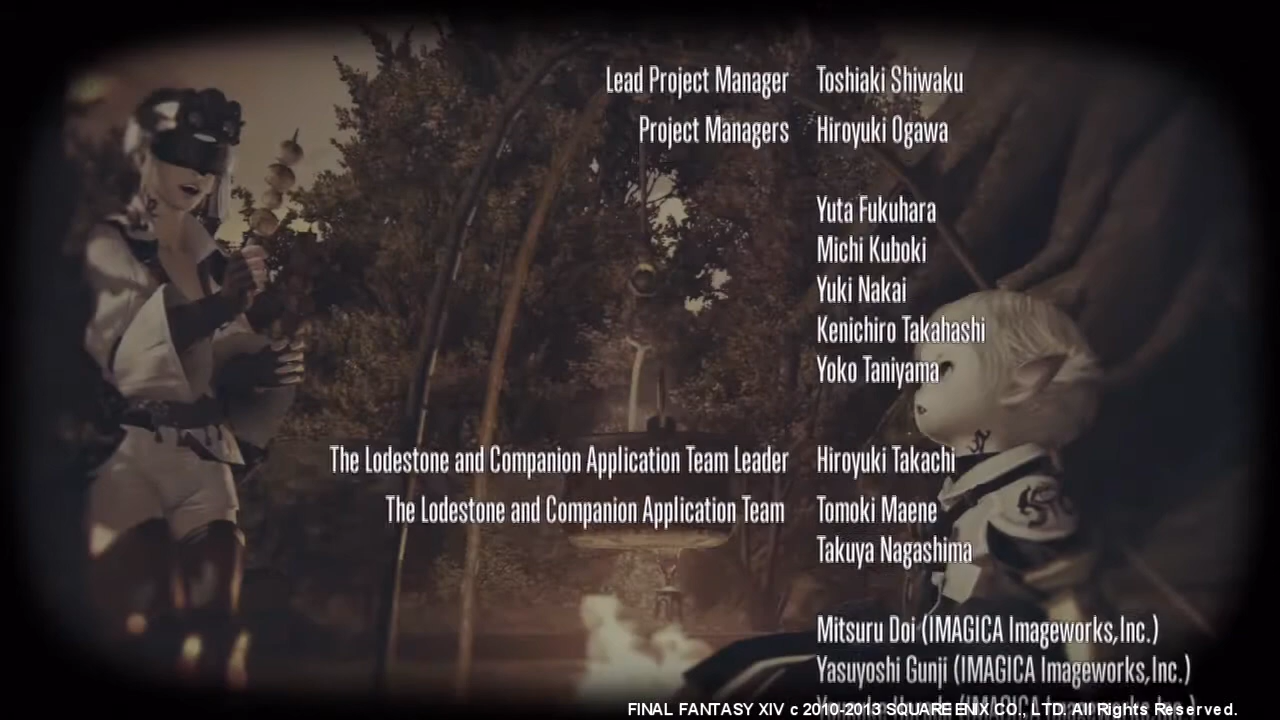 Lead Project Manager Toshiaki Shiwaku
Project Managers Hiroyuki Ogawa
Yuta Fukuhara
Michi Kuboki
Yuki Nakai
Kenichiro Takahashi
Yoko Taniyama
The Lodestone and Companion Application Team Leader Hiroyuki Takachi
The Lodestone and Companion Application Team Tomoki Maene
Takuya Nagashima
Mitsuru Doi (IMAGICA Imageworks,Inc.)
Yasuyoshi Gunji (IMAGICA Imageworks,Inc.)
(IMAGICA Imageworks,Inc.)
FINAL FANTASY XIV c 2010-2013 SQUARE ENIX CO., LTD. All Rights Reserved.